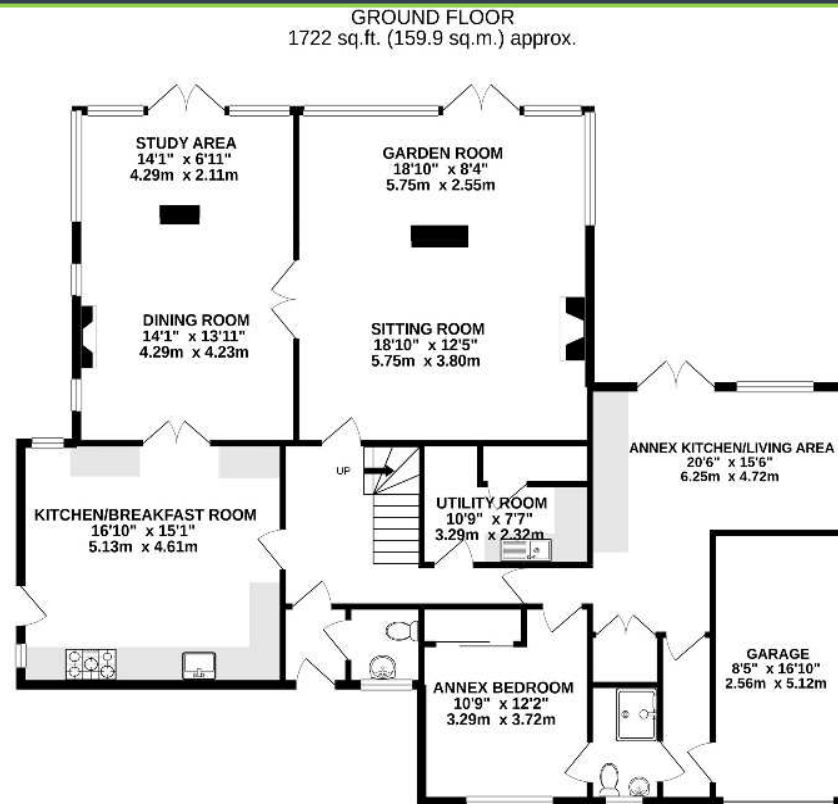 GROUND FLOOR
1722 sq.ft. (159.9 sq.m.) approx.
STUDY AREA
14'1" x 6'11"
4.29m x 2.11m
GARDEN ROOM
18'10" x 8'4"
5.75m x 2.55m
DINING ROOM
14'1" x 13'11"
4.29m x 4.23m
SITTING ROOM
18'10" x 12'5"
5.75m x 3.80m
ANNEX KITCHEN/LIVING AREA
20'6" x 15'6"
6.25m x 4.72m
UP
UTILITY ROOM
10'9" x 7'7"
3.29m x 2.32m
KITCHEN/BREAKFAST ROOM
16'10" x 15'1"
5.13m x 4.61m
GARAGE
8'5" x 16'10"
2.56m x 5.12m
ANNEX BEDROOM
10'9" x 12'2"
3.29m x 3.72m